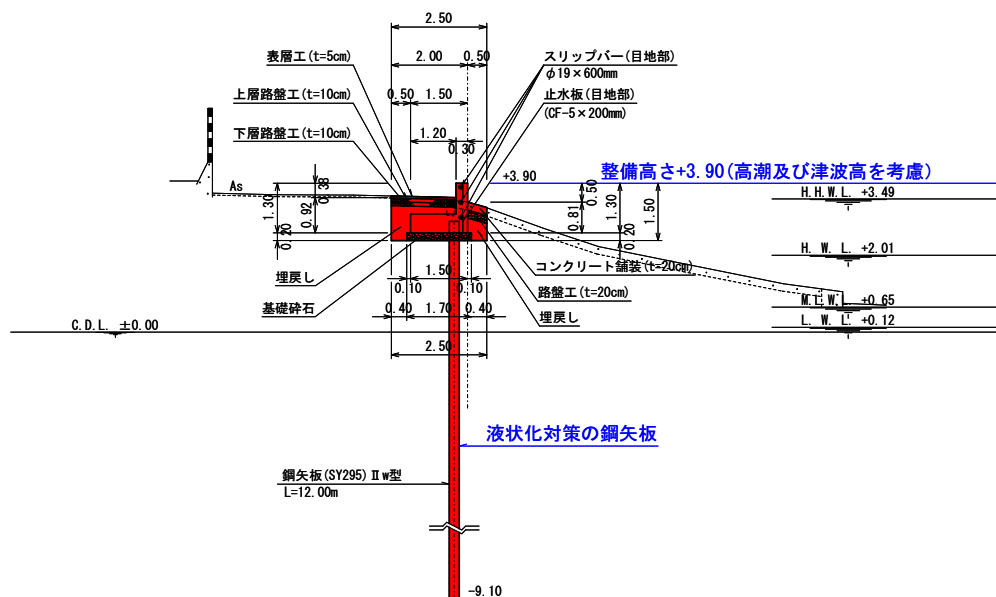 2.50
表層工(t=5cm)
2.00
0.50
スリップバー(目地部)
φ19×600mm
上層路盤工(t=10cm)
0.50
1.50
止水板(目地部)
(CF-5×200mm)
下層路盤工(t=10cm)
1.20
0.30
+3.90
整備高さ+3.90(高潮及び津波高を考慮)
As
H.H.W.L. +3.49
1.30
0.38
0.92
0.20
0.50
0.81
1.30
0.20
1.50
H. W. L. +2.01
埋戻し
1.50
コンクリート舗装(t=20cm)
0.10
0.10
路盤工(t=20cm)
基礎砕石
0.40
1.70
0.40
埋戻し
M.L.W.L. +0.65
C.D.L. ±0.00
L. W. L. +0.12
2.50
液状化対策の鋼矢板
鋼矢板(SY295)Ⅱw型
L=12.00m
-9.10